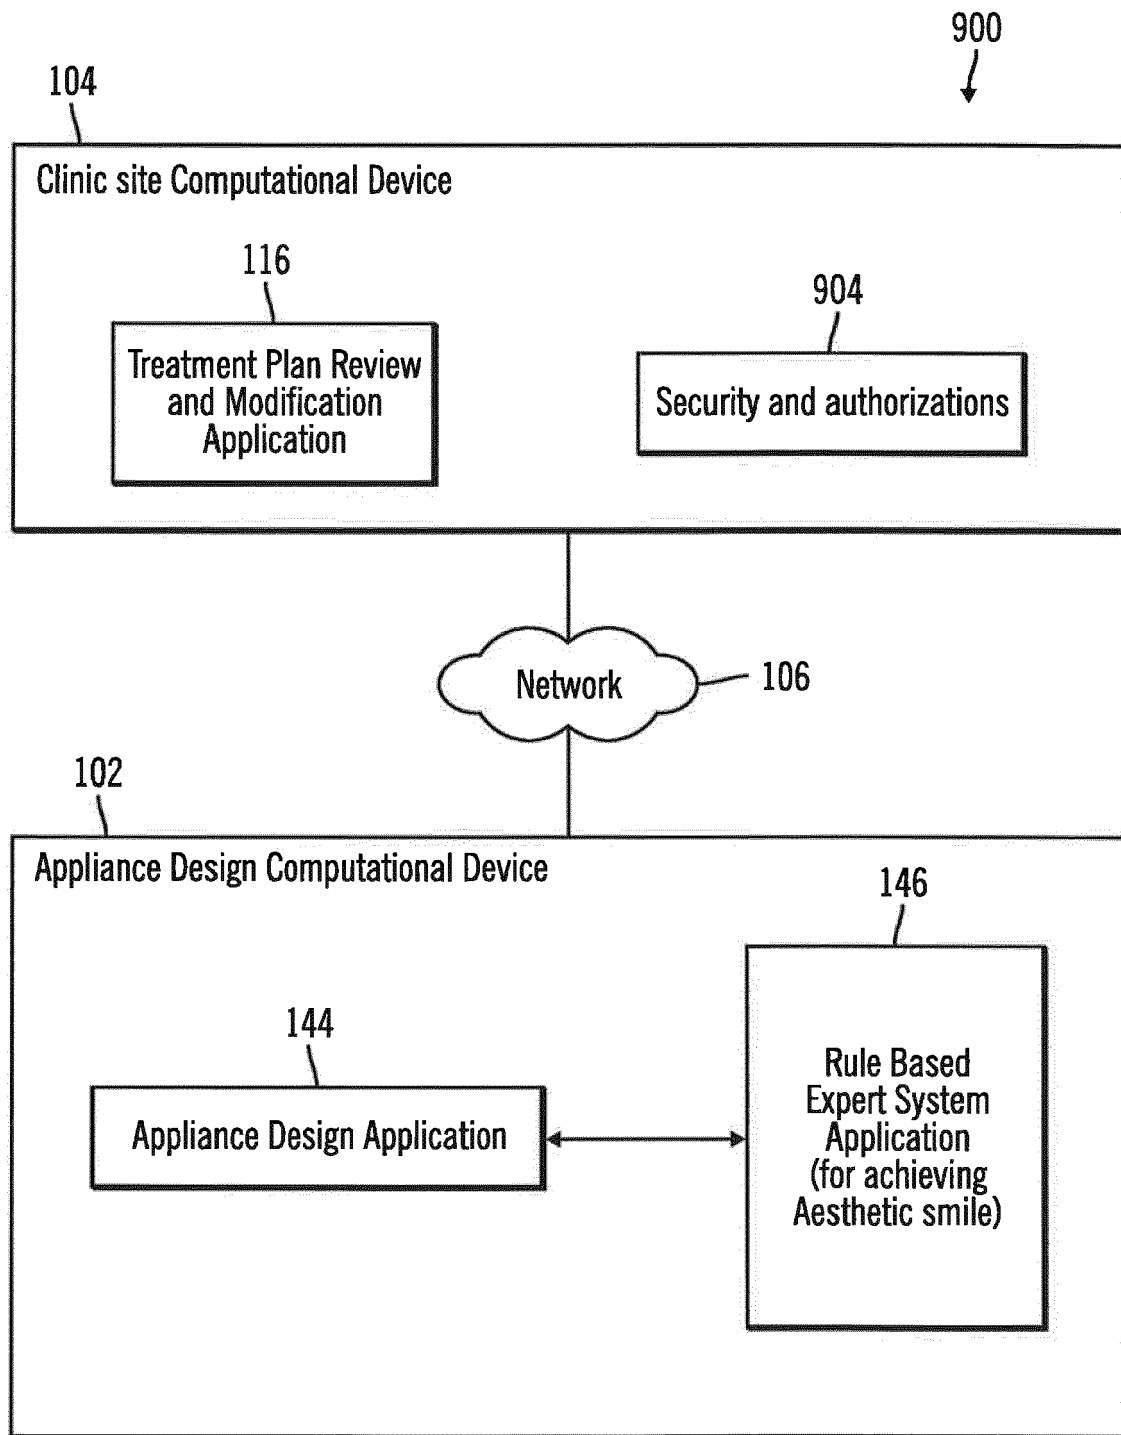 900
104
Clinic site Computational Device
116
904
Treatment Plan Review
and Modification
Application
Security and authorizations
Network
106
102
Appliance Design Computational Device
146
144
Appliance Design Application
Rule Based
Expert System
Application
(for achieving
Aesthetic smile)